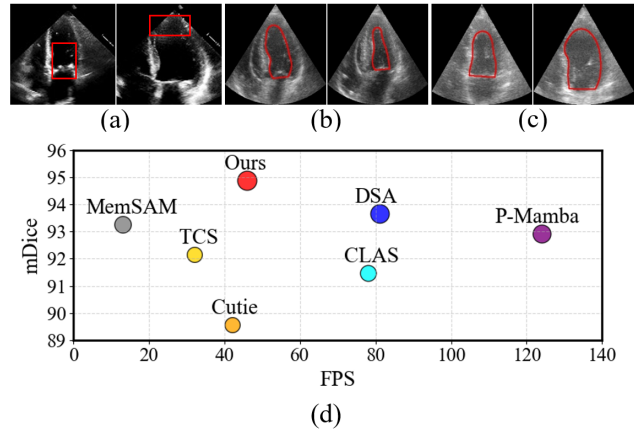 (a)
(b)
(c)
96
95
94
93
92
91
90
89
mDice
Ours
MemSAM
DSA
P-Mamba
TCS
CLAS
Cutie
0
20
40
60
80
100
120
140
FPS
(d)